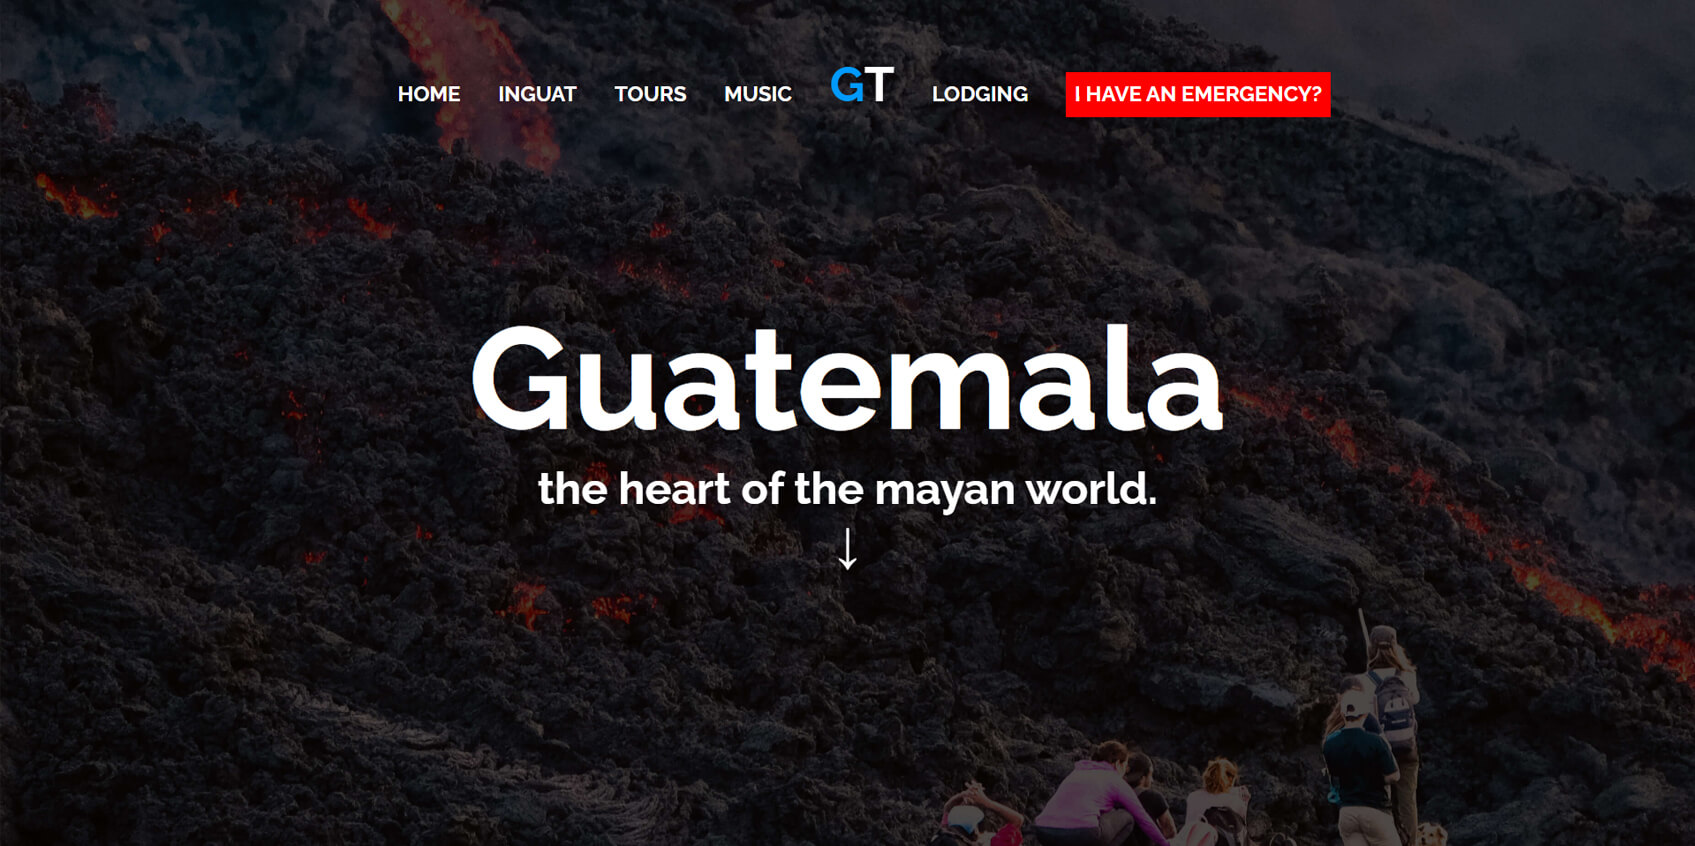 HOME INGUAT TOURS MUSIC GT LODGING I HAVE AN EMERGENCY?
Guatemala
the heart of the mayan world.